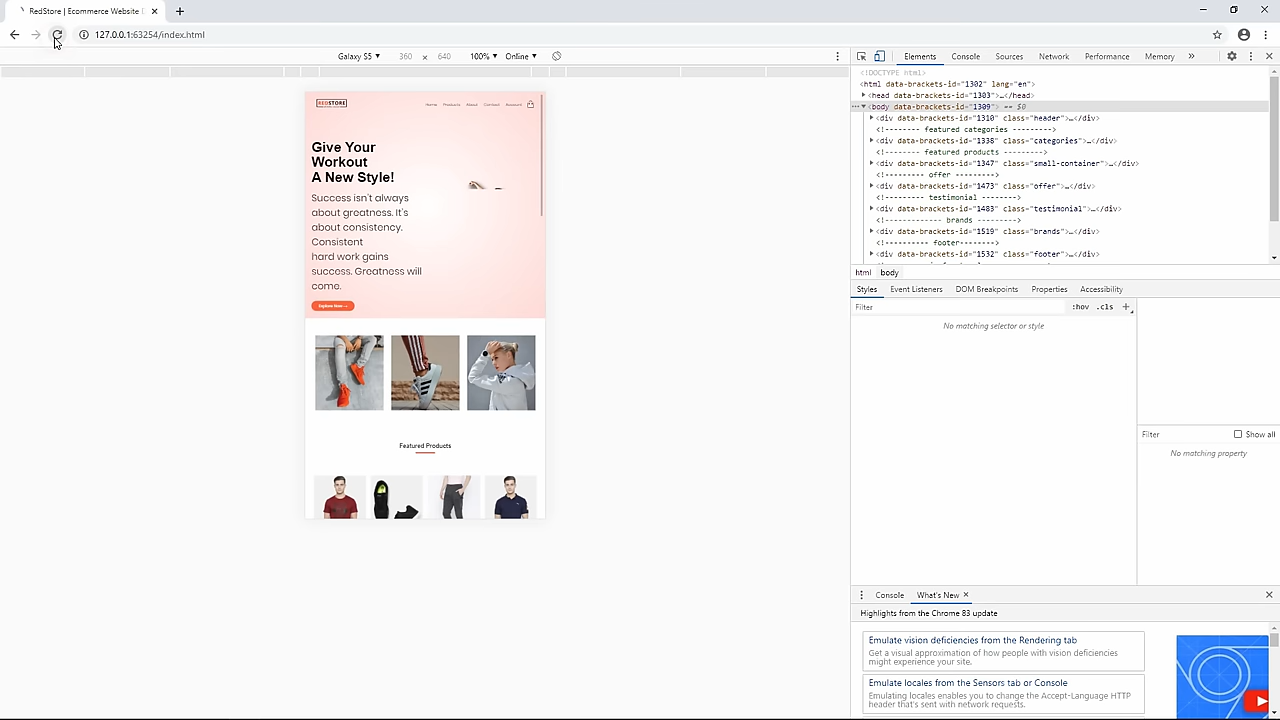 RedStore | Ecommerce Website
127.0.0.1:63254/index.html
Galaxy S5 ▼ 360 × 640 100% ▼ Online ▼
REDSTORE
Home Products About Contact Account
Give Your
Workout
A New Style!
Success isn't always
about greatness. It's
about consistency.
Consistent
hard work gains
success. Greatness will
come.
Explore Now →
Featured Products
Elements Console Sources Network Performance Memory »
<!DOCTYPE html>
<html data-brackets-id="1302" lang="en">
▶<head data-brackets-id="1303">…</head>
…▼<body data-brackets-id="1309"> == $0
▶<div data-brackets-id="1310" class="header">…</div>
<!-------- featured categories --------->
▶<div data-brackets-id="1338" class="categories">…</div>
<!-------- featured products --------->
▶<div data-brackets-id="1347" class="small-container">…</div>
<!--------- offer --------->
▶<div data-brackets-id="1473" class="offer">…</div>
<!--------- testimonial -------->
▶<div data-brackets-id="1483" class="testimonial">…</div>
<!------------ brands --------->
▶<div data-brackets-id="1519" class="brands">…</div>
<!------------ footer-------->
▶<div data-brackets-id="1532" class="footer">…</div>
html body
Styles Event Listeners DOM Breakpoints Properties Accessibility
Filter :hov .cls +
No matching selector or style
Filter Show all
No matching property
Console What's New ×
Highlights from the Chrome 83 update
Emulate vision deficiencies from the Rendering tab
Get a visual approximation of how people with vision deficiencies
might experience your site.
Emulate locales from the Sensors tab or Console
Emulating locales enables you to change the Accept-Language HTTP
header that's sent with network requests.